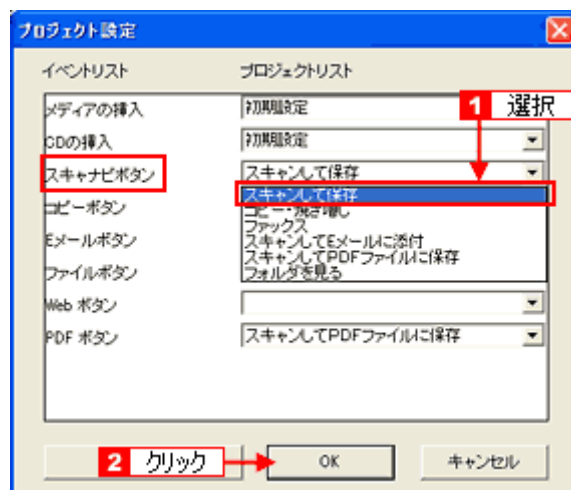 プロジェクト設定
イベントリスト プロジェクトリスト
メディアの挿入 初期設定
1 選択
CDの挿入 初期設定
スキャナビボタン スキャンして保存
スキャンして保存
コピーボタン コピー・焼き増し
ファックス
Eメールボタン スキャンしてEメールに添付
スキャンしてPDFファイルに保存
ファイルボタン フォルダを見る
Web ボタン
PDF ボタン スキャンしてPDFファイルに保存
2 クリック OK キャンセル